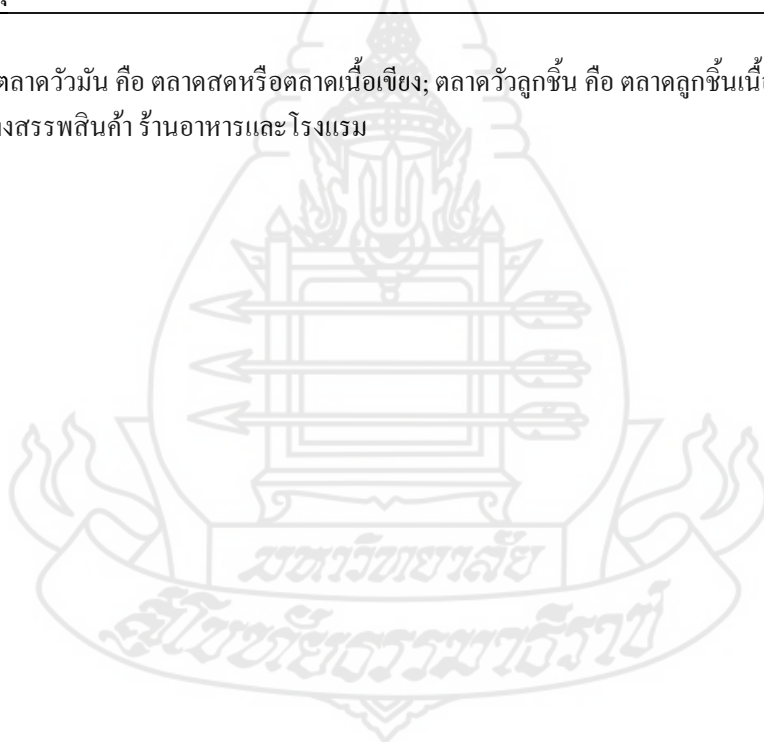 ตลาดวัวมัน คือ ตลาดสดหรือตลาดเนื้อเขียง; ตลาดวัวลูกชิ้น คือ ตลาดลูกชิ้นเนื้อ
งสรรพสินค้า ร้านอาหารและโรงแรม
มหาวิทยาลัย
สุโขทัยธรรมาธิราช